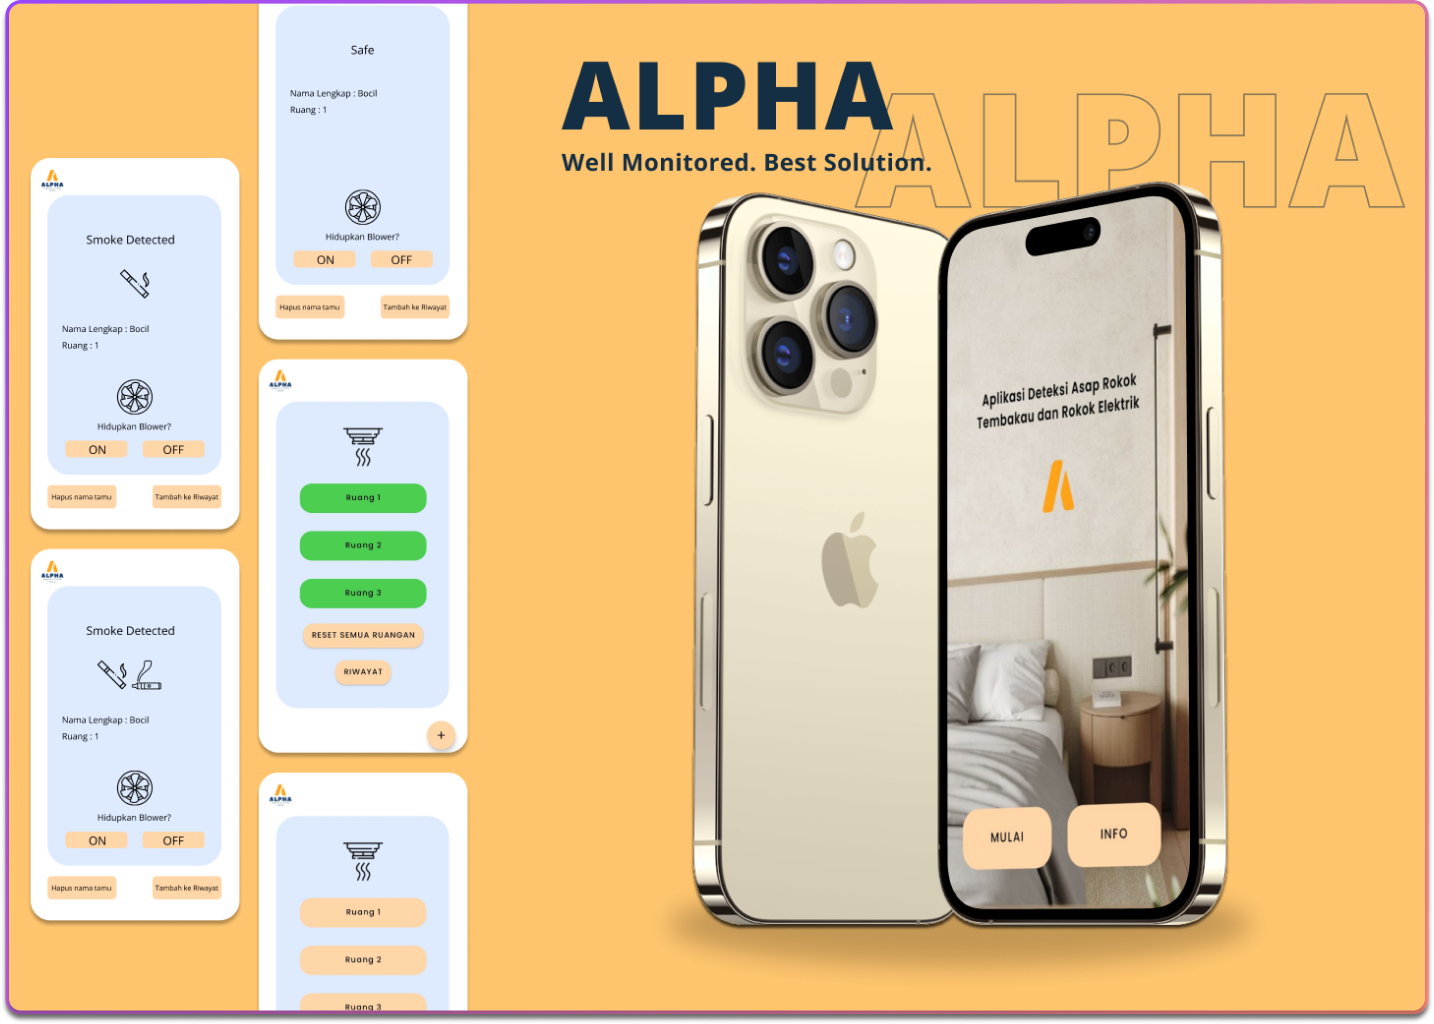 ALPHA
ALPHA
Well Monitored. Best Solution.
ALPHA
Smoke Detected
Nama Lengkap : Bocil
Ruang : 1
Hidupkan Blower?
ON OFF
Hapus nama tamu Tambah ke Riwayat
ALPHA
Smoke Detected
Nama Lengkap : Bocil
Ruang : 1
Hidupkan Blower?
ON OFF
Hapus nama tamu Tambah ke Riwayat
Safe
Nama Lengkap : Bocil
Ruang : 1
Hidupkan Blower?
ON OFF
Hapus nama tamu Tambah ke Riwayat
ALPHA
Ruang 1
Ruang 2
Ruang 3
RESET SEMUA RUANGAN
RIWAYAT
+
ALPHA
Ruang 1
Ruang 2
Ruang 3
Aplikasi Deteksi Asap Rokok
Tembakau dan Rokok Elektrik
MULAI INFO